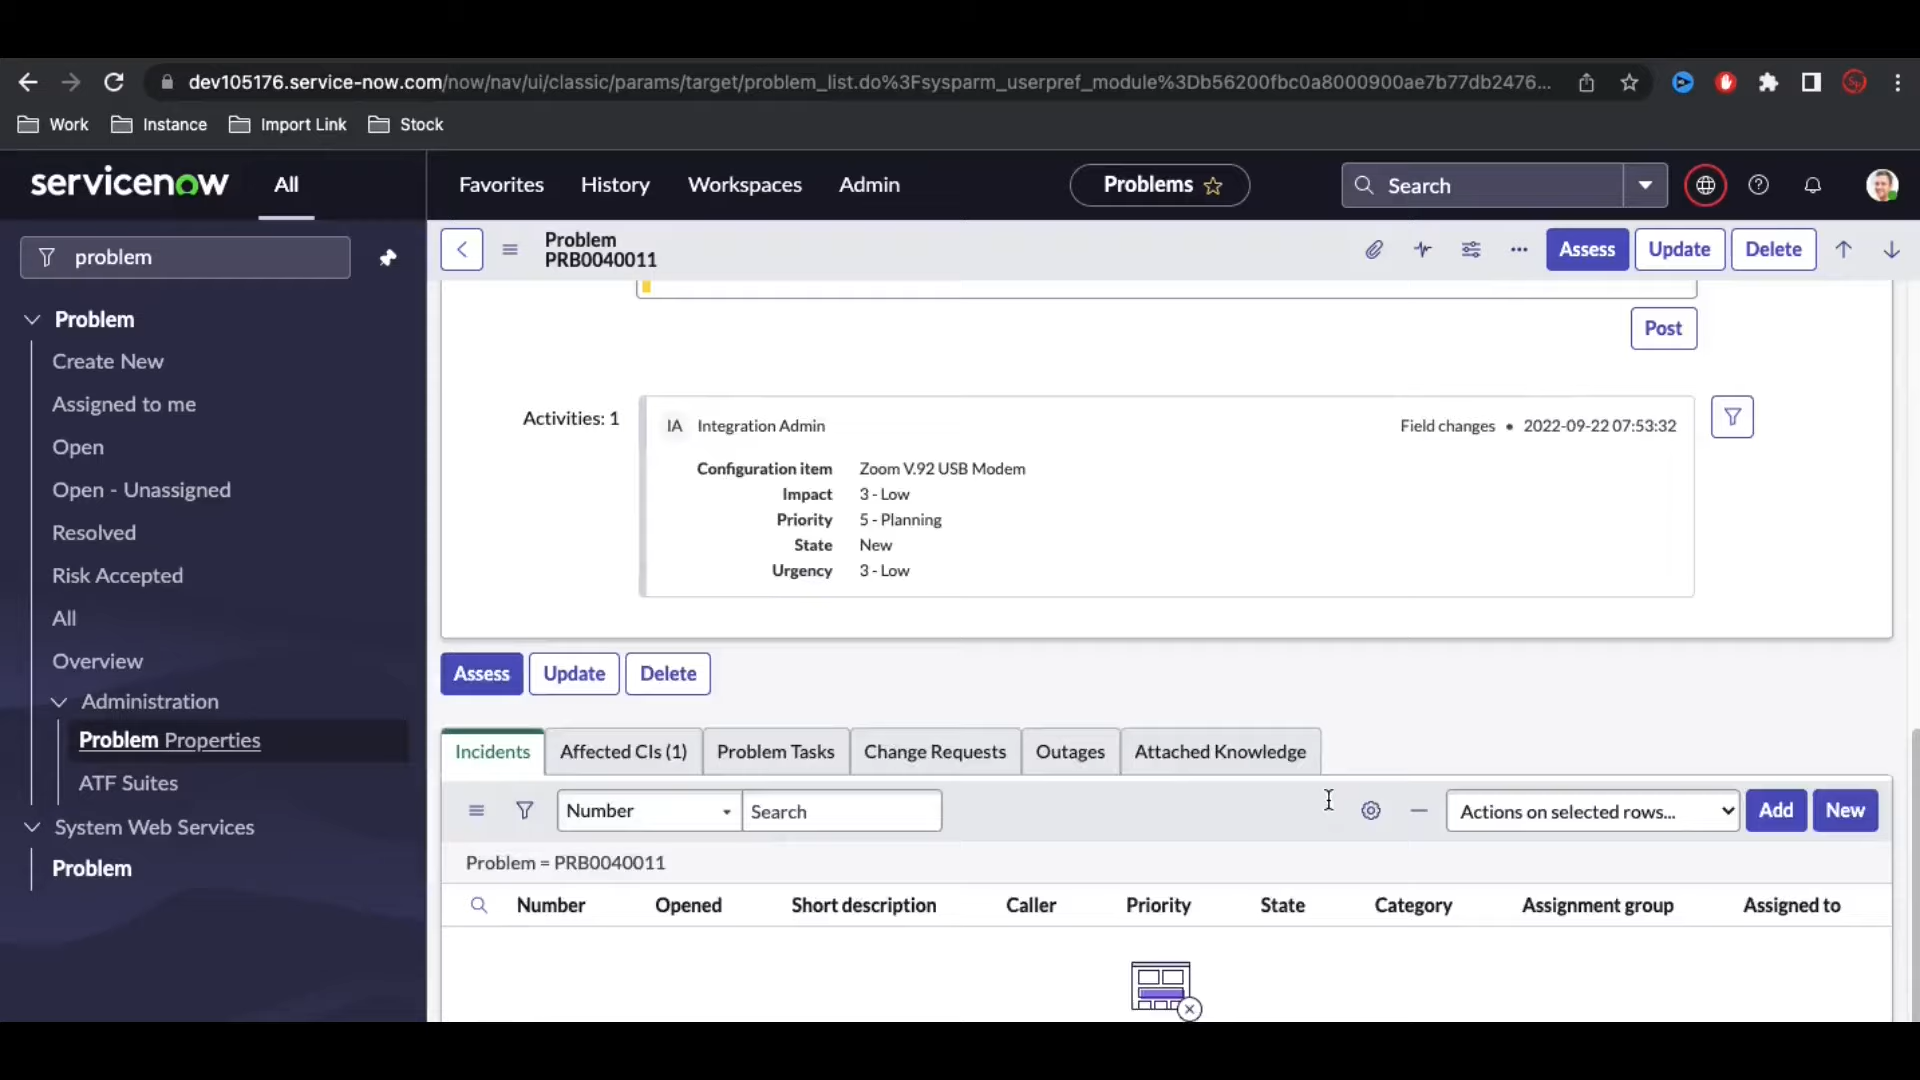 dev105176.service-now.com/now/nav/ui/classic/params/target/problem_list.do%3Fsysparm_userpref_module%3Db56200fbc0a8000900ae7b77db2476...
Work Instance Import Link Stock
servicenow All Favorites History Workspaces Admin Problems Search
problem
Problem
Create New
Assigned to me
Open
Open - Unassigned
Resolved
Risk Accepted
All
Overview
Administration
Problem Properties
ATF Suites
System Web Services
Problem
Problem
PRB0040011
Assess Update Delete
Post
Activities: 1
IA Integration Admin Field changes • 2022-09-22 07:53:32
Configuration item Zoom V.92 USB Modem
Impact 3 - Low
Priority 5 - Planning
State New
Urgency 3 - Low
Assess Update Delete
Incidents Affected CIs (1) Problem Tasks Change Requests Outages Attached Knowledge
Number Search Actions on selected rows... Add New
Problem = PRB0040011
Number Opened Short description Caller Priority State Category Assignment group Assigned to